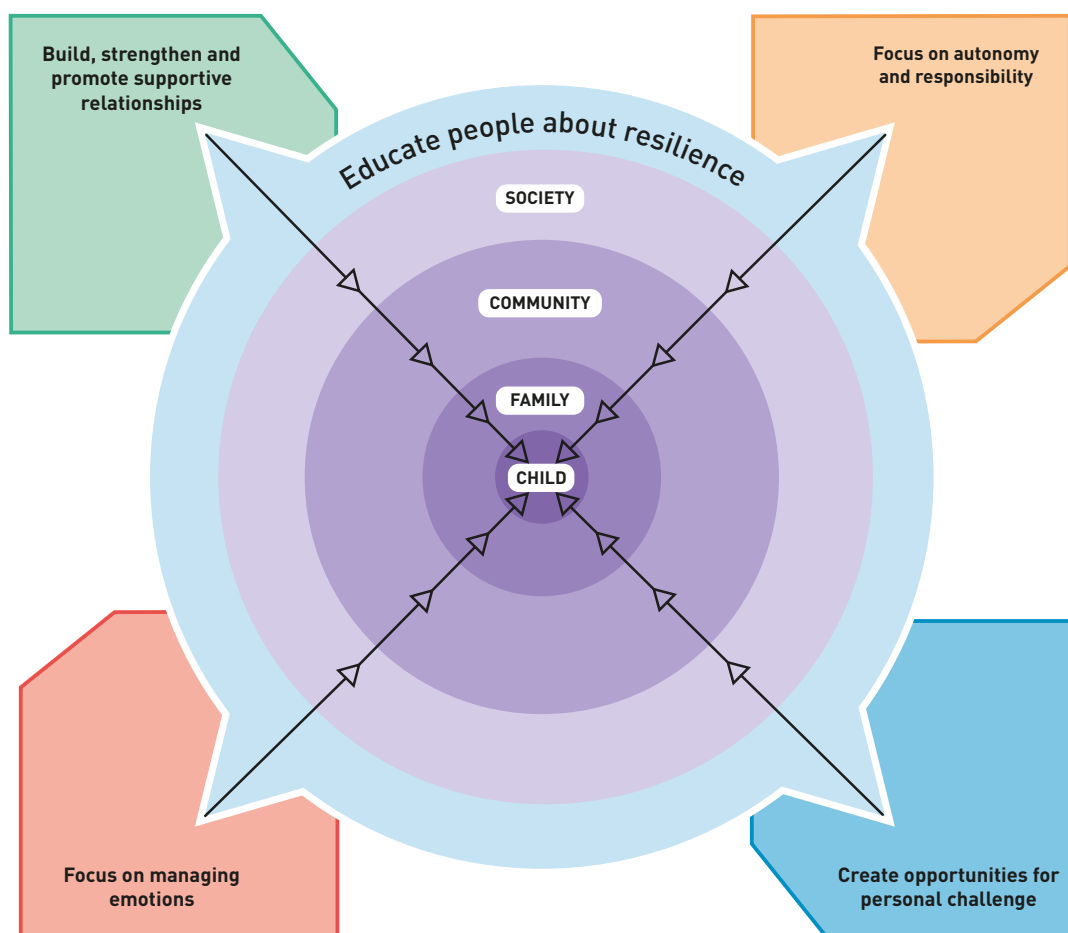 Build, strengthen and
promote supportive
relationships
Focus on autonomy
and responsibility
Educate people about resilience
SOCIETY
COMMUNITY
FAMILY
CHILD
Focus on managing
emotions
Create opportunities for
personal challenge